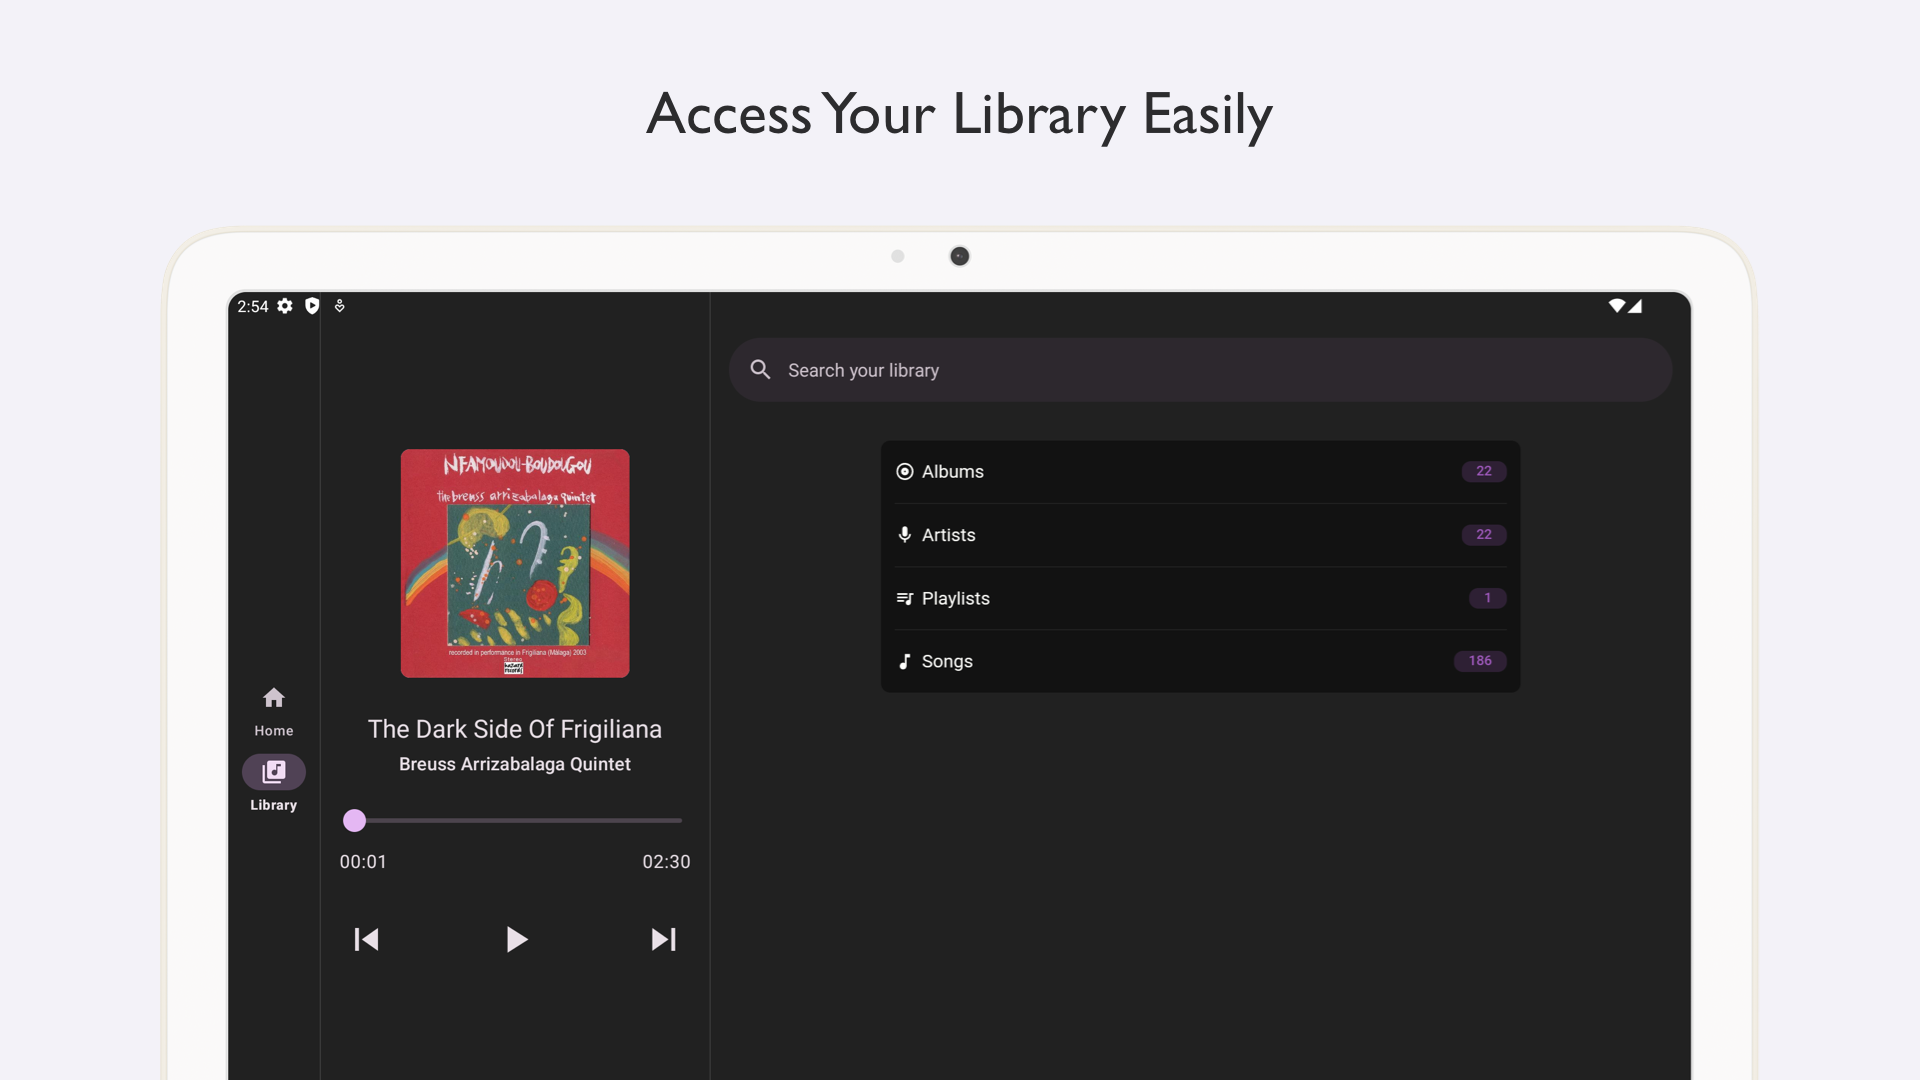 Access Your Library Easily
2:54
Search your library
NFAMOUDOU-BOUDOUGOU
the breuss arrizabalaga quintet
recorded in performance in Frigiliana (Málaga) 2003
Stereo
Home
Library
The Dark Side Of Frigiliana
Breuss Arrizabalaga Quintet
00:01 02:30
Albums 22
Artists 22
Playlists 1
Songs 186